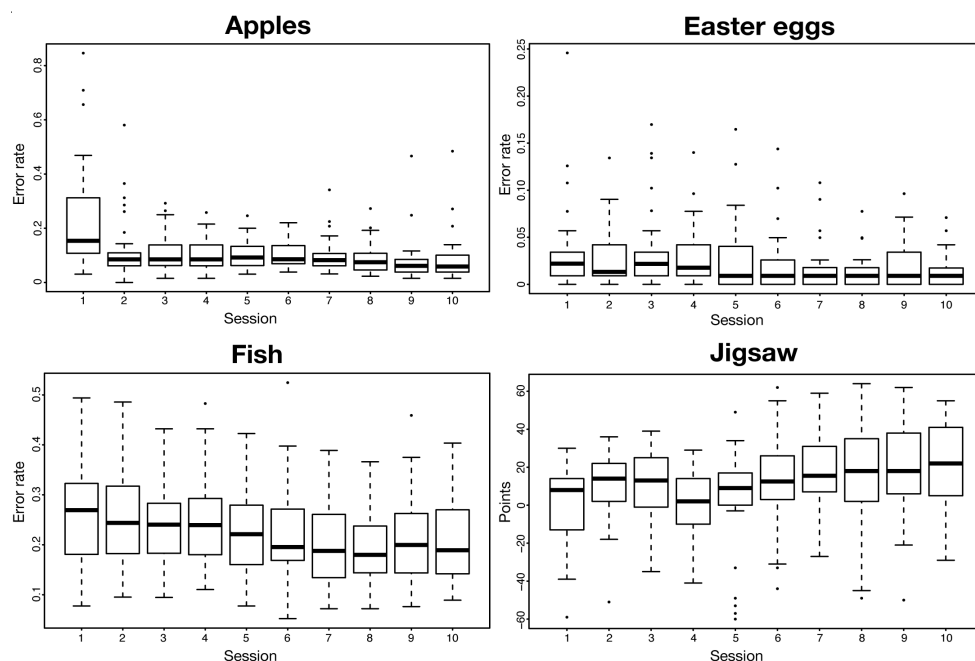 Apples
Error rate
0.8
0.6
0.4
0.2
0
1 2 3 4 5 6 7 8 9 10
Session
Easter eggs
Error rate
0.25
0.20
0.15
0.10
0.05
0
1 2 3 4 5 6 7 8 9 10
Session
Fish
Error rate
0.5
0.4
0.3
0.2
0.1
1 2 3 4 5 6 7 8 9 10
Session
Jigsaw
Points
60
40
20
0
-20
-40
-60
1 2 3 4 5 6 7 8 9 10
Session